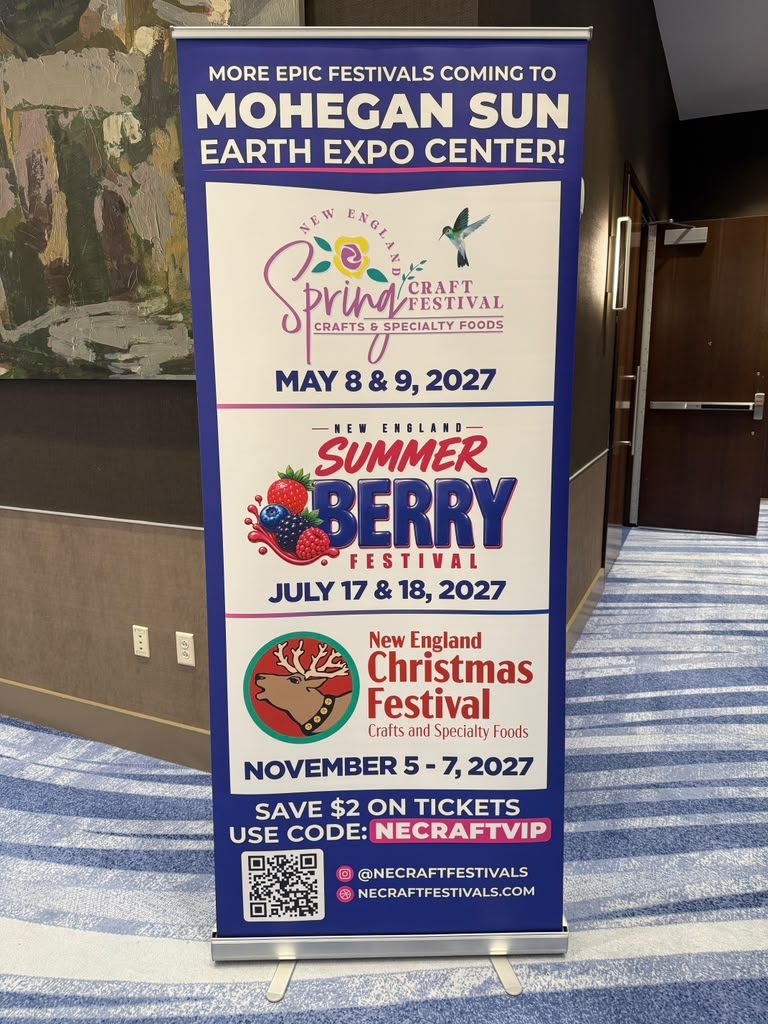 MORE EPIC FESTIVALS COMING TO
MOHEGAN SUN
EARTH EXPO CENTER!
NEW ENGLAND
Spring
CRAFT
FESTIVAL
CRAFTS & SPECIALTY FOODS
MAY 8 & 9, 2027
NEW ENGLAND
SUMMER
BERRY
FESTIVAL
JULY 17 & 18, 2027
New England
Christmas
Festival
Crafts and Specialty Foods
NOVEMBER 5 - 7, 2027
SAVE $2 ON TICKETS
USE CODE: NECRAFTVIP
@NECRAFTFESTIVALS
NECRAFTFESTIVALS.COM